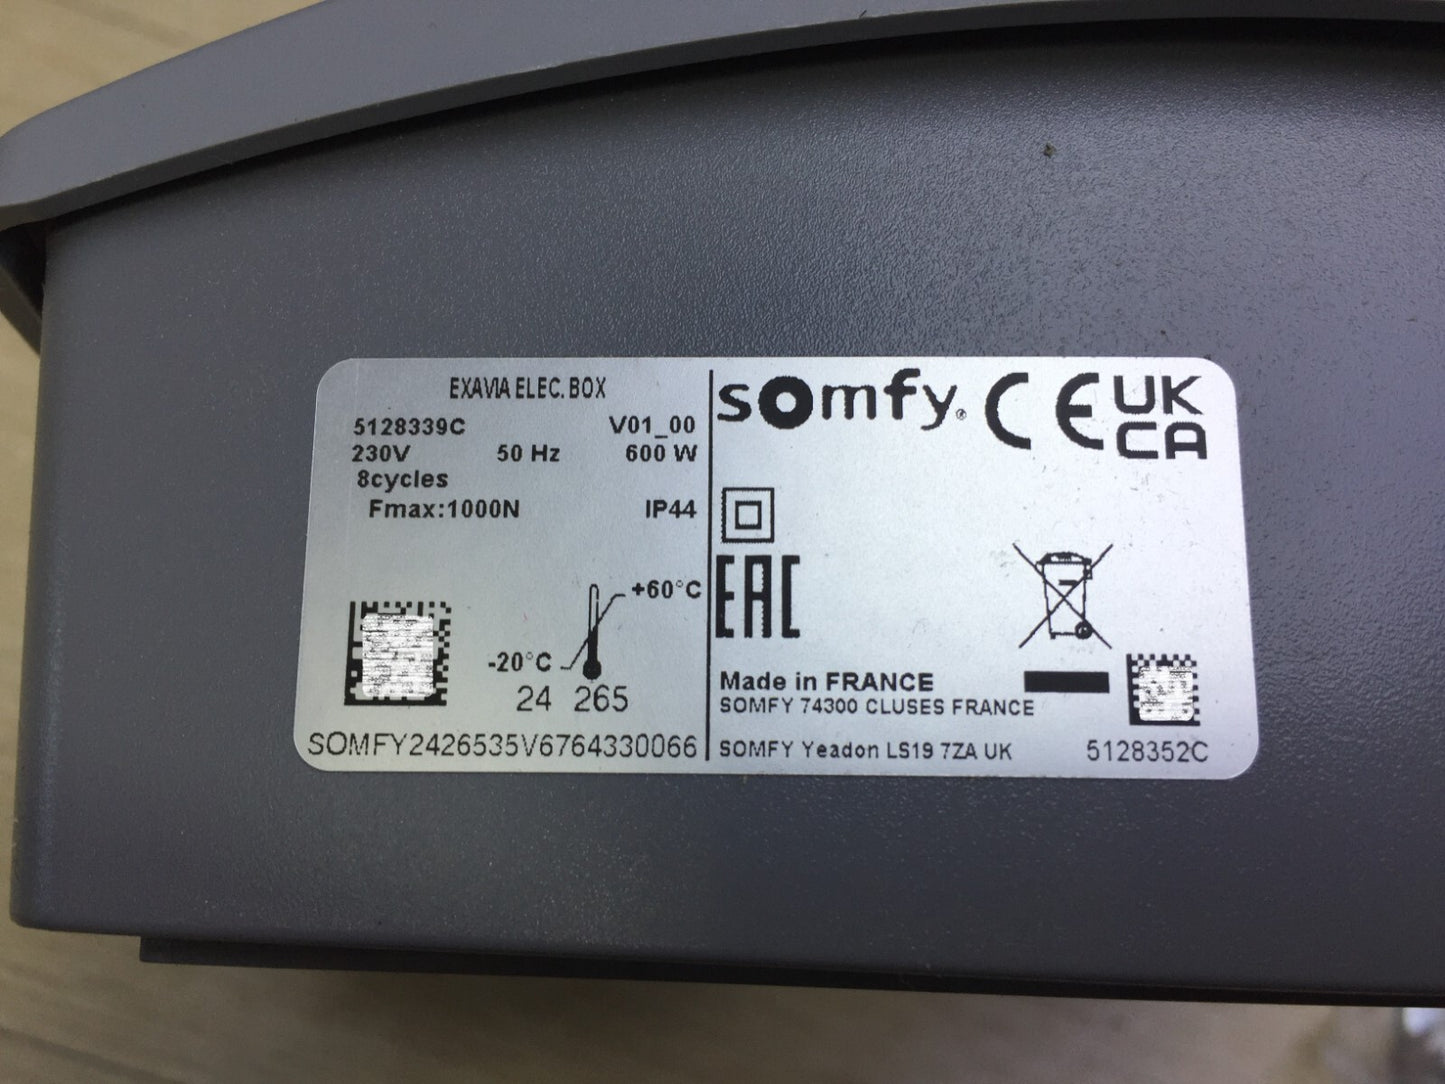 EXAVIA ELEC. BOX
5128339C V01_00
230V 50 Hz 600 W
8cycles
Fmax:1000N IP44
+60°C
-20°C
24 265
SOMFY2426535V6764330066
somfy. CE UK
CA
EAC
Made in FRANCE
SOMFY 74300 CLUSES FRANCE
SOMFY Yeadon LS19 7ZA UK 5128352C